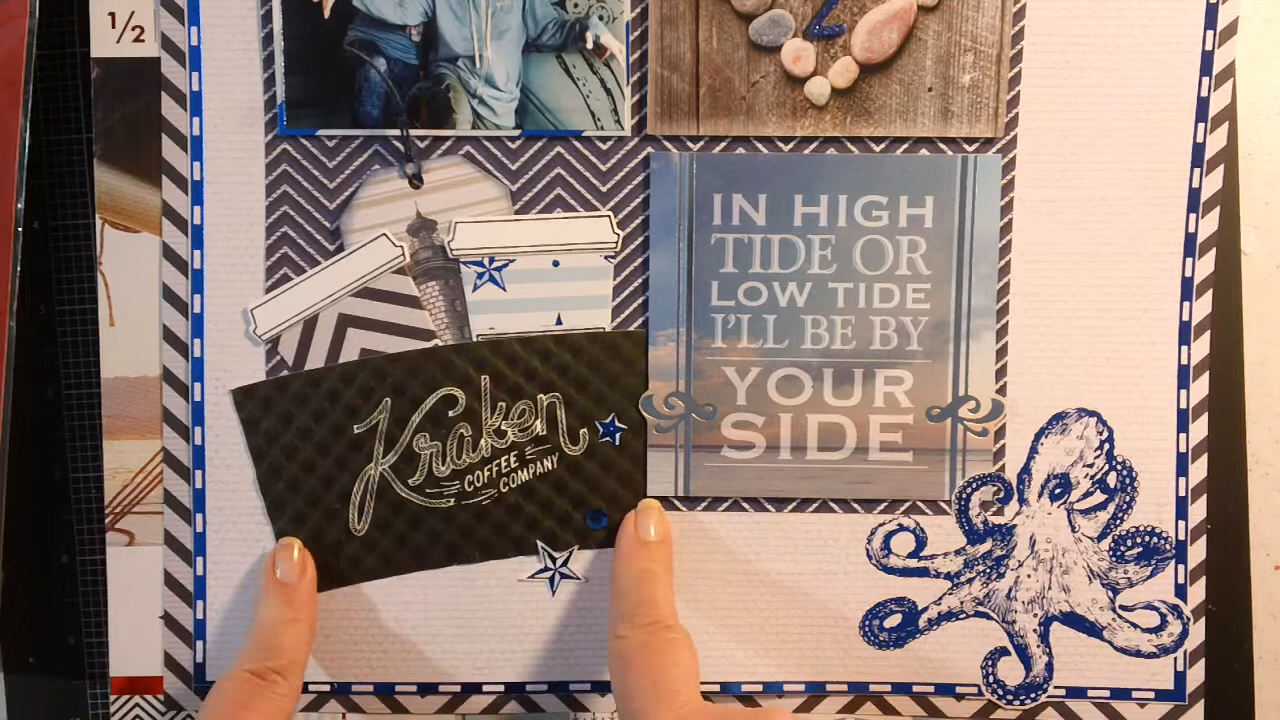 1/2
IN HIGH
TIDE OR
LOW TIDE
I'LL BE BY
YOUR
SIDE
Kraken
COFFEE
COMPANY